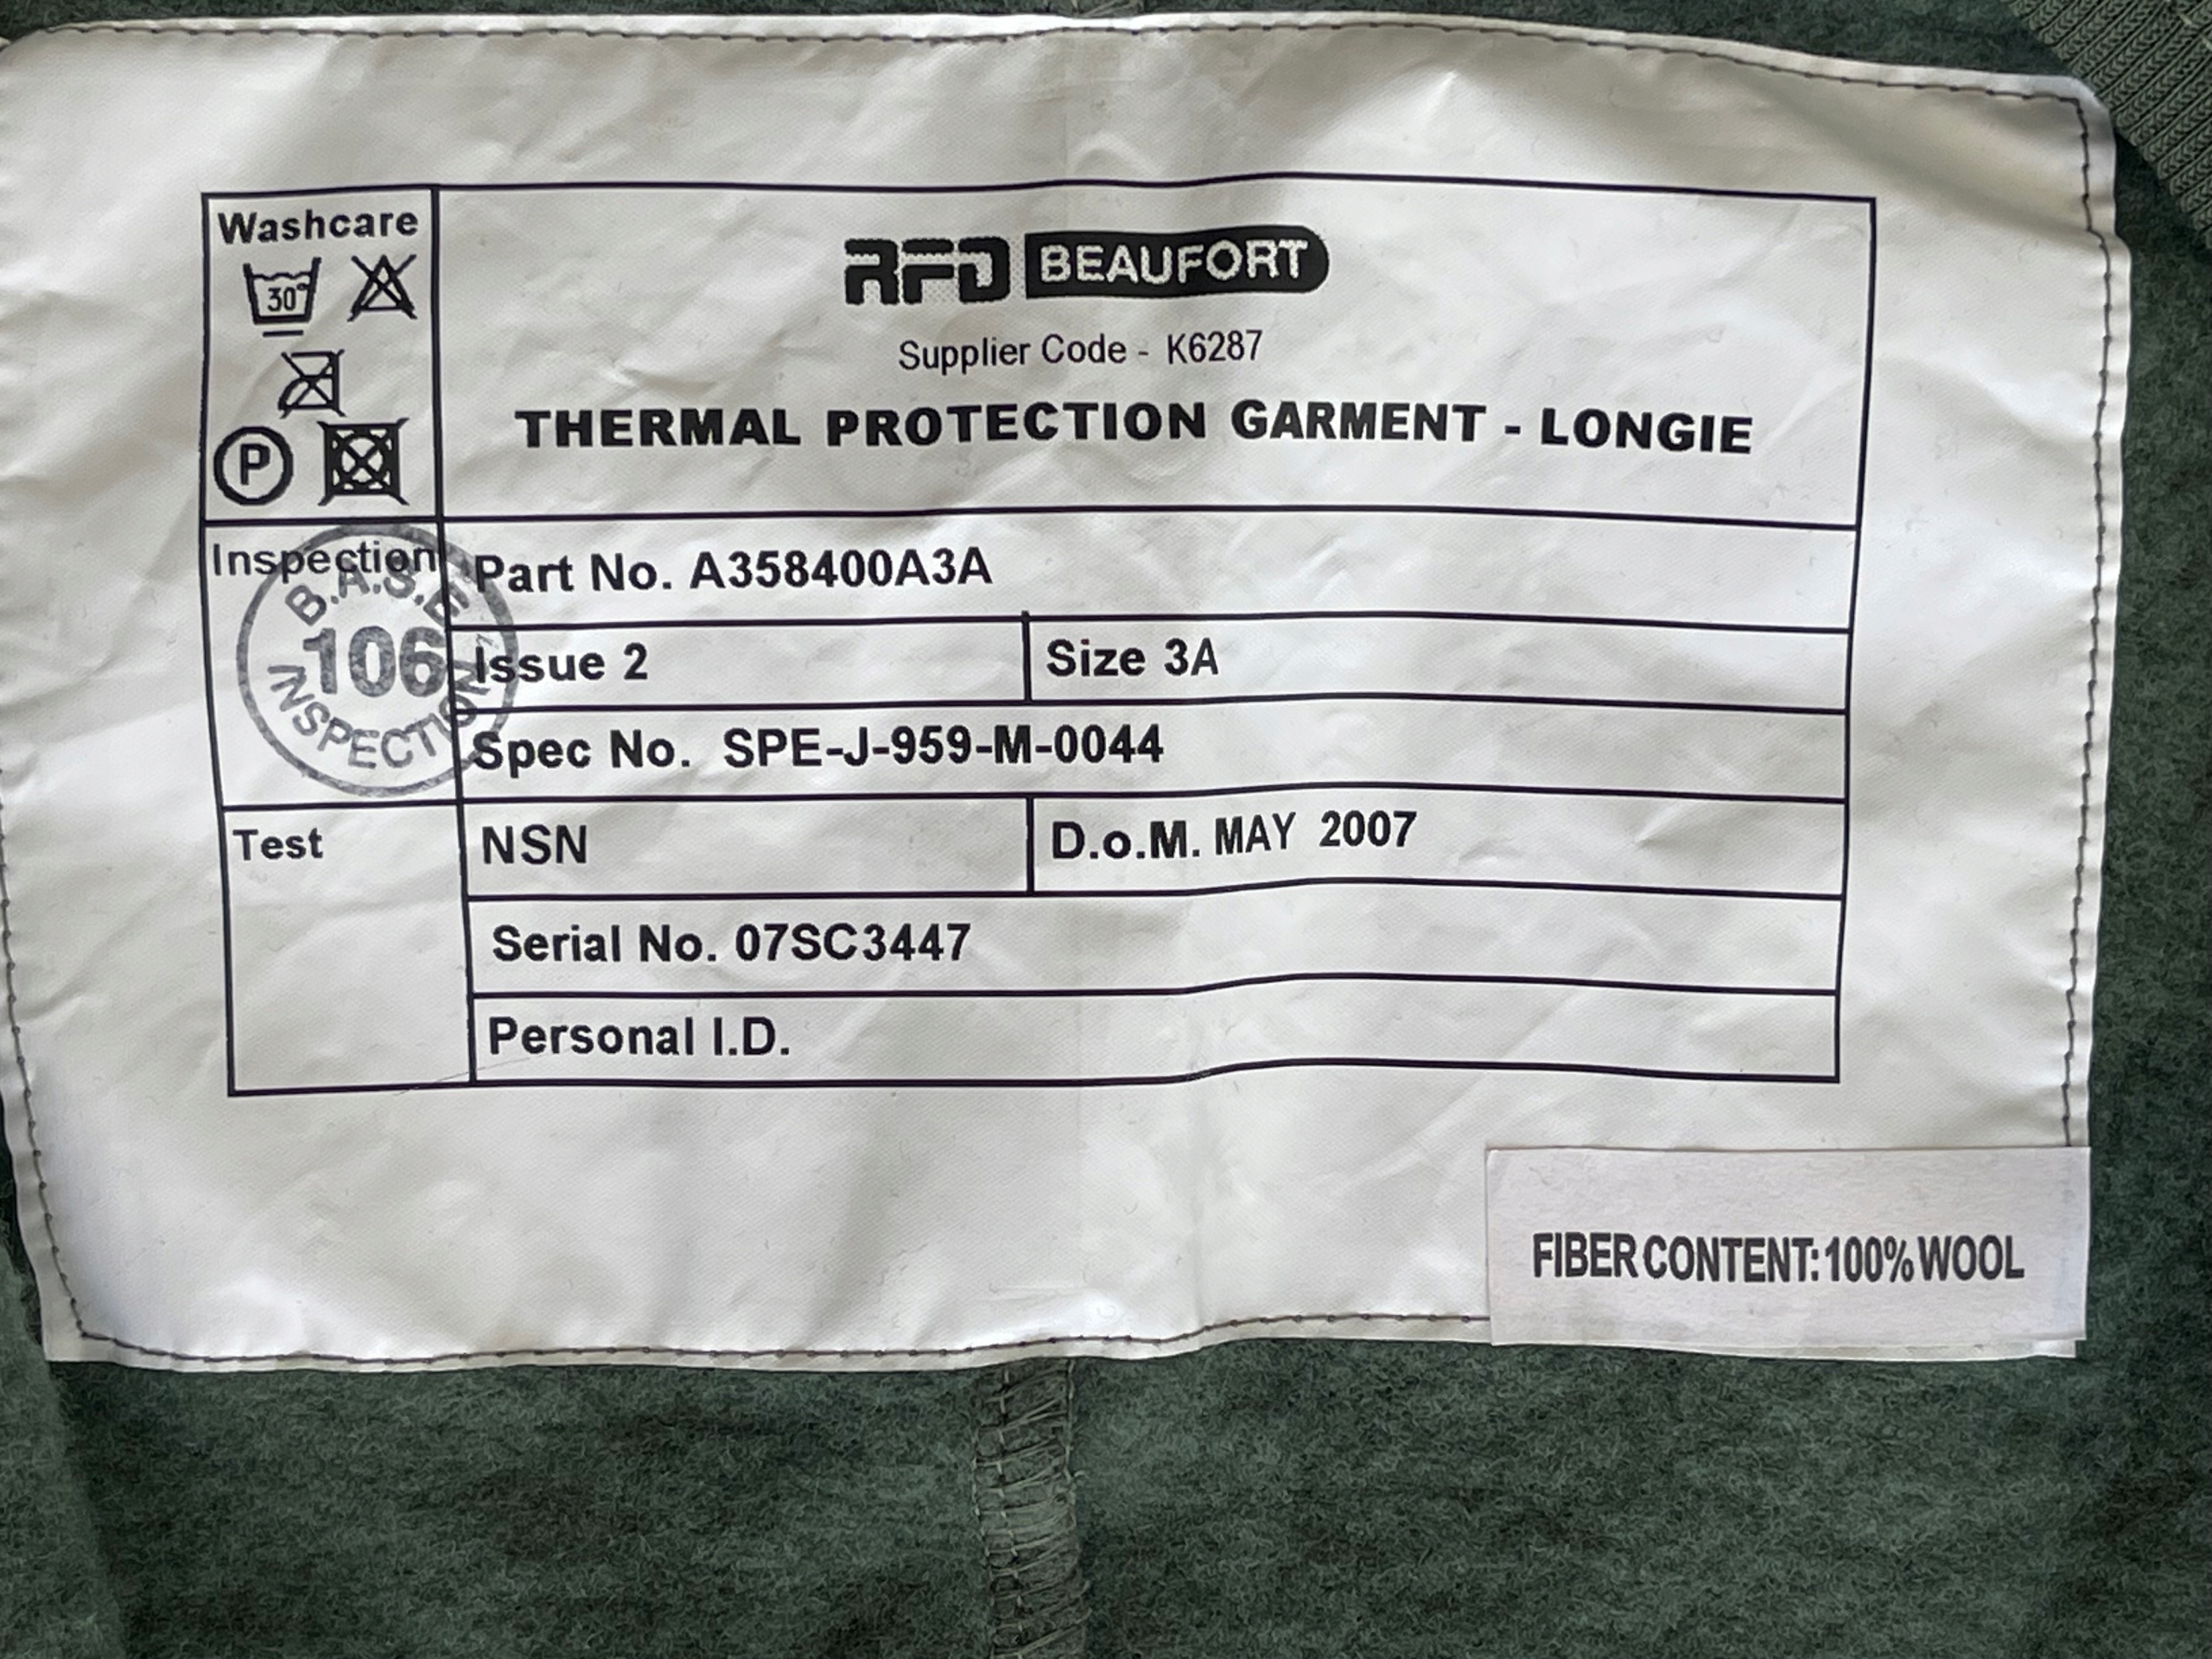 Washcare
30°
P
RFD BEAUFORT
Supplier Code - K6287
THERMAL PROTECTION GARMENT - LONGIE
Inspection
B.A.S.E
106
INSPECTION
Part No. A358400A3A
Issue 2
Size 3A
Spec No. SPE-J-959-M-0044
Test
NSN
D.o.M. MAY 2007
Serial No. 07SC3447
Personal I.D.
FIBER CONTENT:100% WOOL